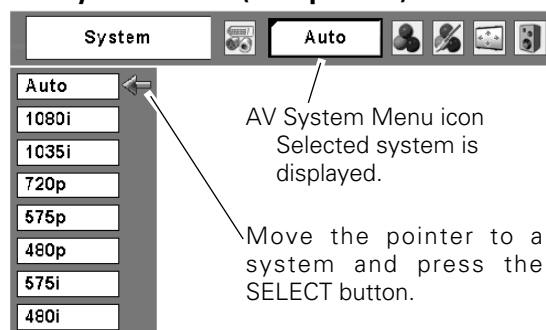 System
Auto
Auto
1080i
1035i
720p
575p
480p
575i
480i
AV System Menu icon
Selected system is
displayed.
Move the pointer to a
system and press the
SELECT button.